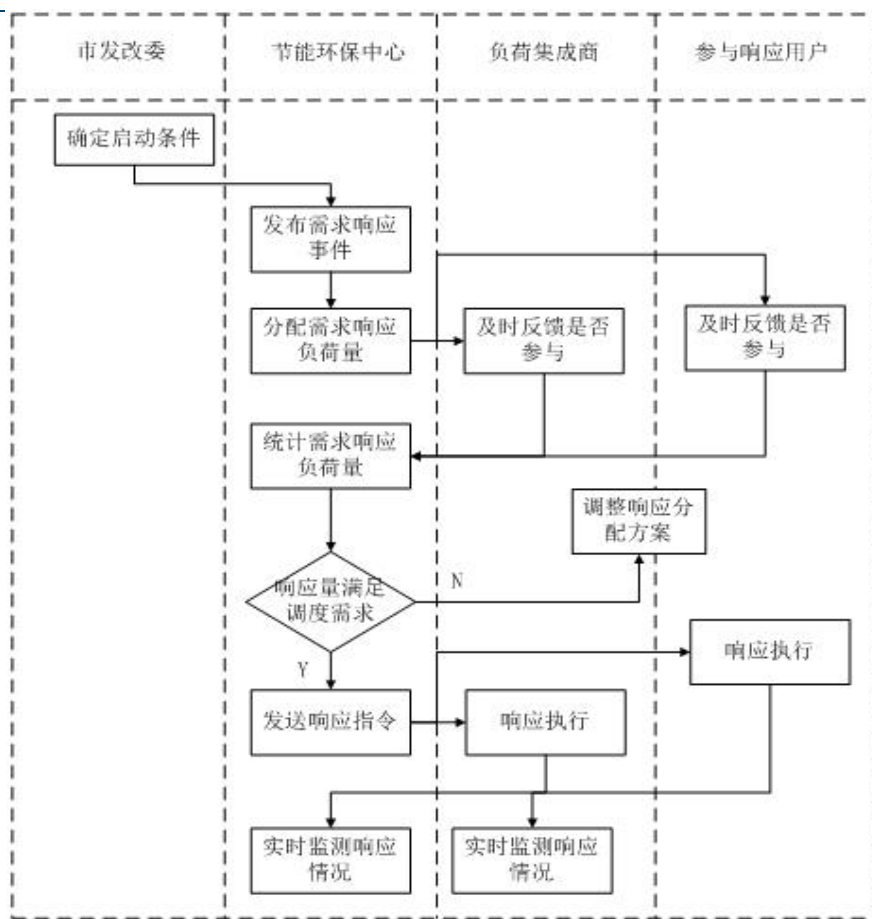 市发改委
节能环保中心
负荷集成商
参与响应用户
确定启动条件
发布需求响应
事件
分配需求响应
负荷量
及时反馈是否
参与
及时反馈是否
参与
统计需求响应
负荷量
调整响应分
配方案
响应量满足
调度需求
N
Y
响应执行
发送响应指令
响应执行
实时监测响应
情况
实时监测响应
情况